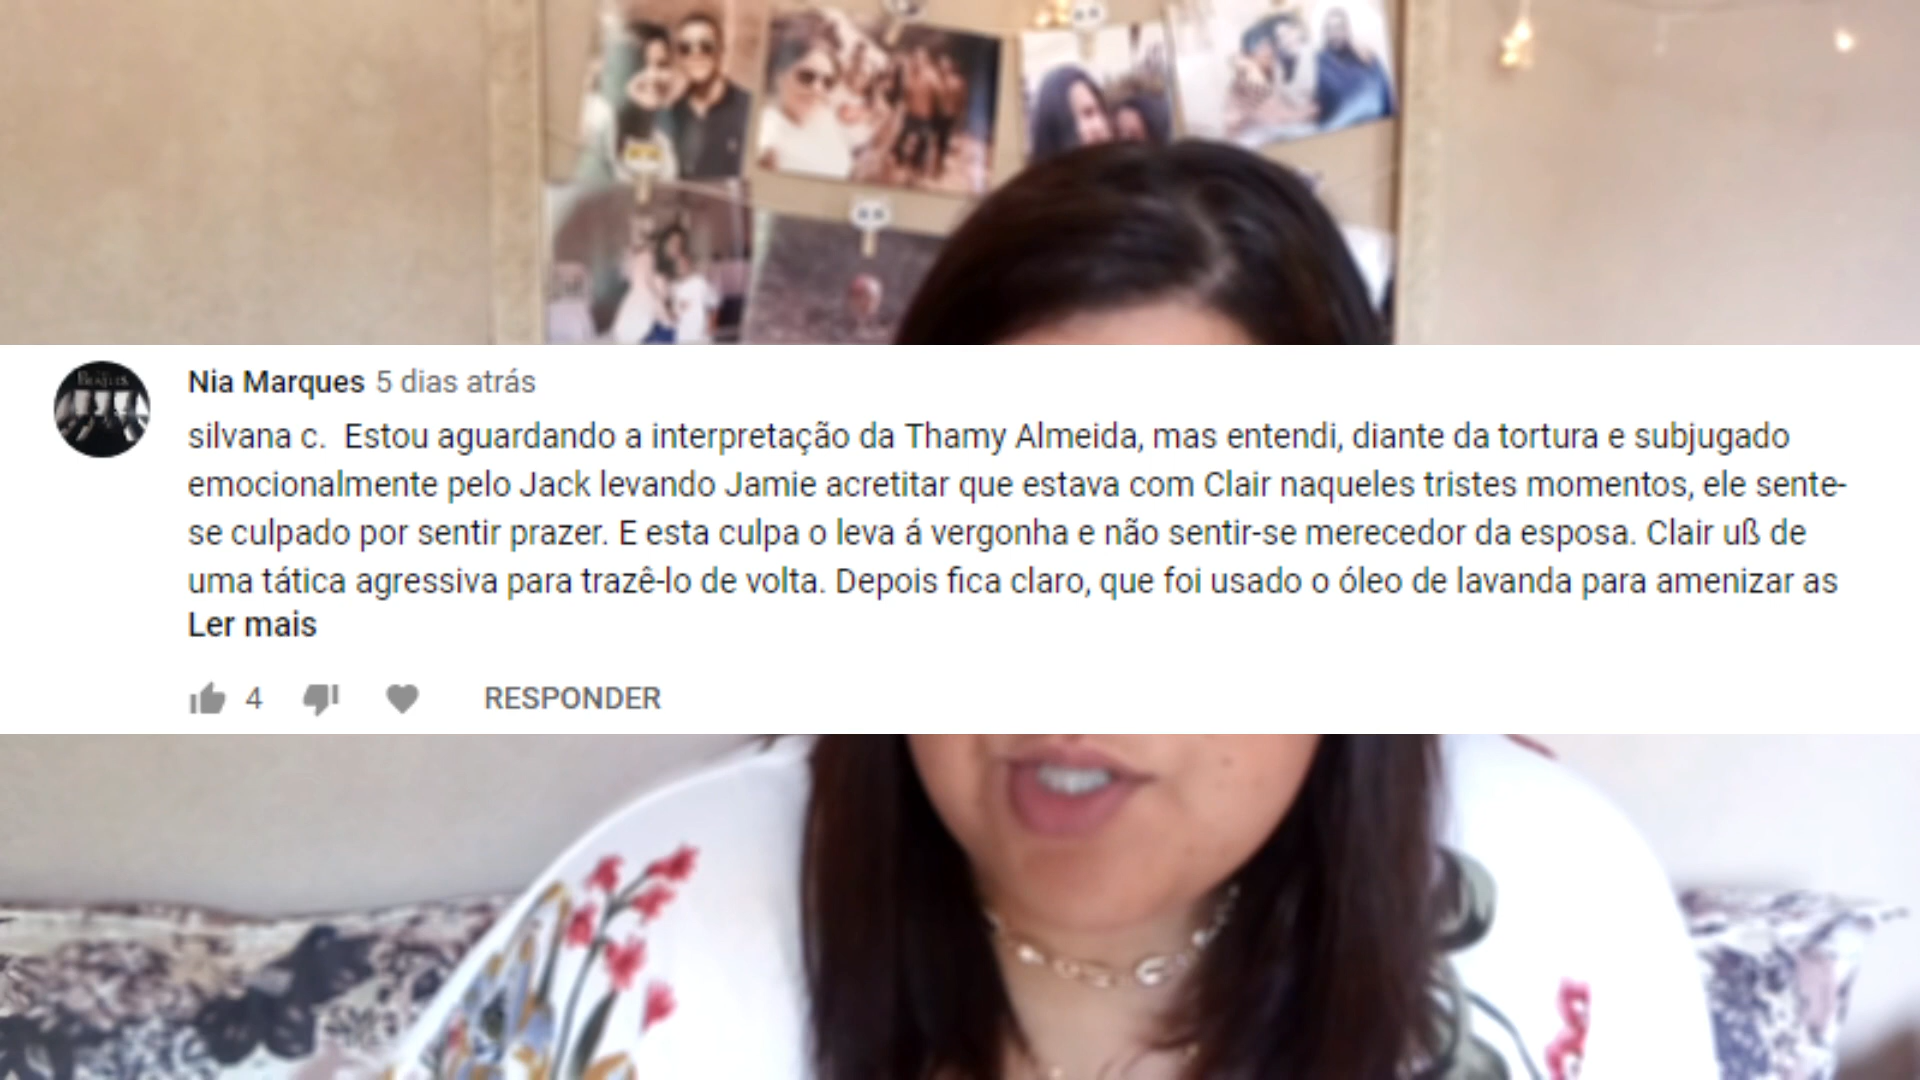 Nia Marques 5 dias atrás
silvana c.  Estou aguardando a interpretação da Thamy Almeida, mas entendi, diante da tortura e subjugado
emocionalmente pelo Jack levando Jamie acretitar que estava com Clair naqueles tristes momentos, ele sente-
se culpado por sentir prazer. E esta culpa o leva á vergonha e não sentir-se merecedor da esposa. Clair uß de
uma tática agressiva para trazê-lo de volta. Depois fica claro, que foi usado o óleo de lavanda para amenizar as
Ler mais
4 RESPONDER